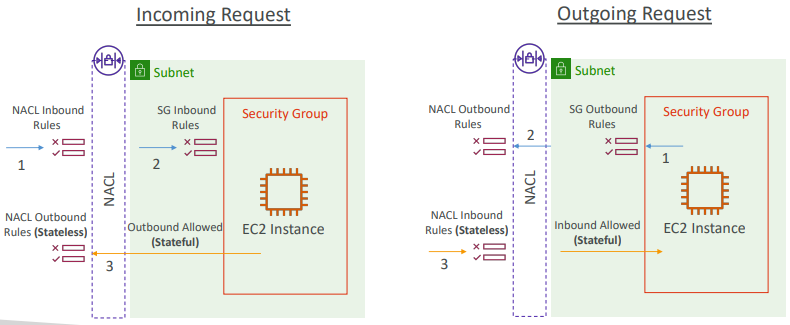 Incoming Request
Subnet
NACL Inbound
Rules
1
SG Inbound
Rules
2
Security Group
NACL
NACL Outbound
Rules (Stateless)
Outbound Allowed
(Stateful)
3
EC2 Instance
Outgoing Request
Subnet
NACL Outbound
Rules
2
SG Outbound
Rules
1
Security Group
NACL
NACL Inbound
Rules (Stateless)
3
Inbound Allowed
(Stateful)
EC2 Instance